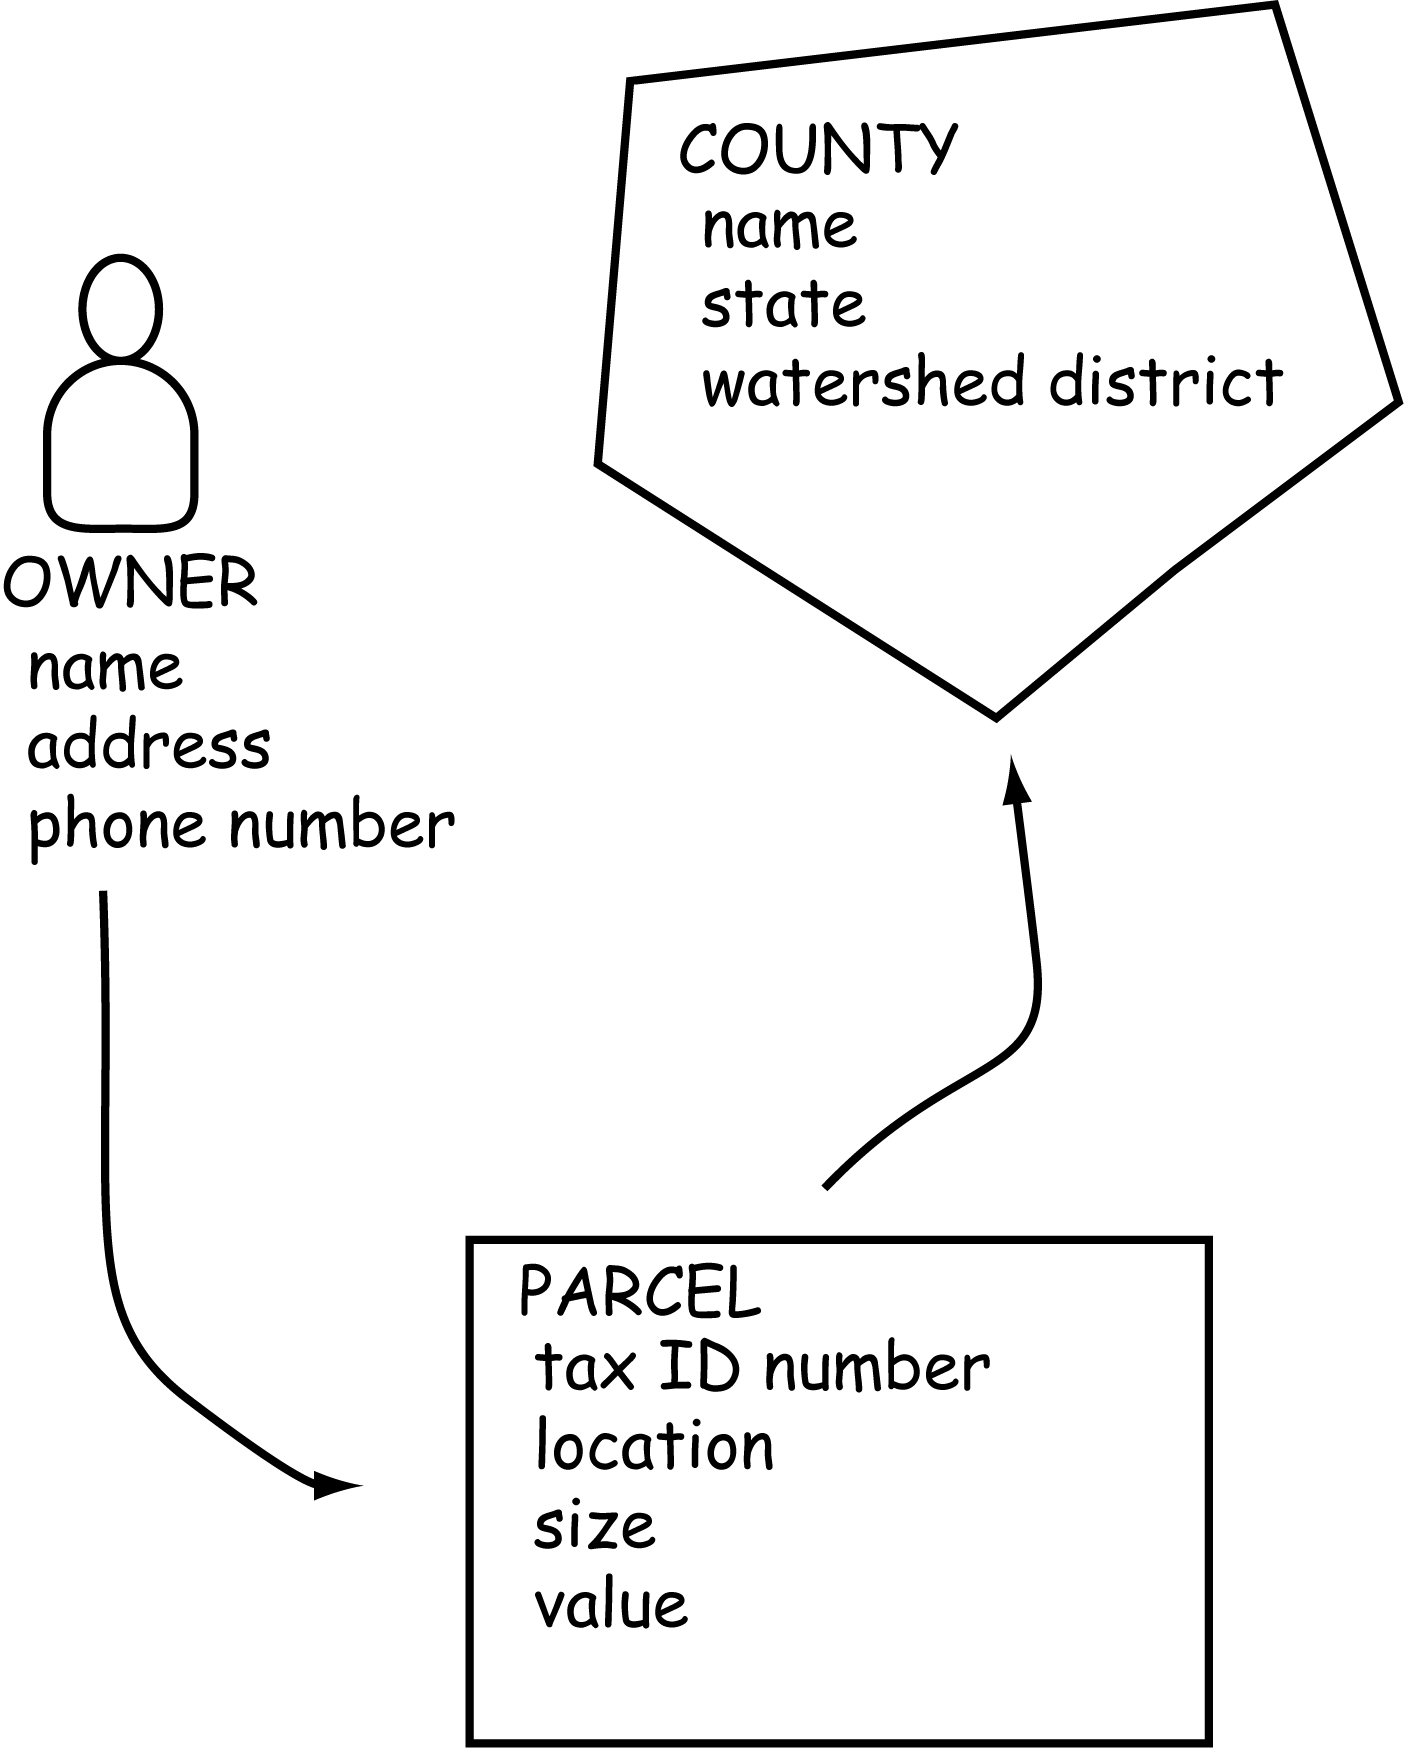 COUNTY
name
state
watershed district
OWNER
name
address
phone number
PARCEL
tax ID number
location
size
value